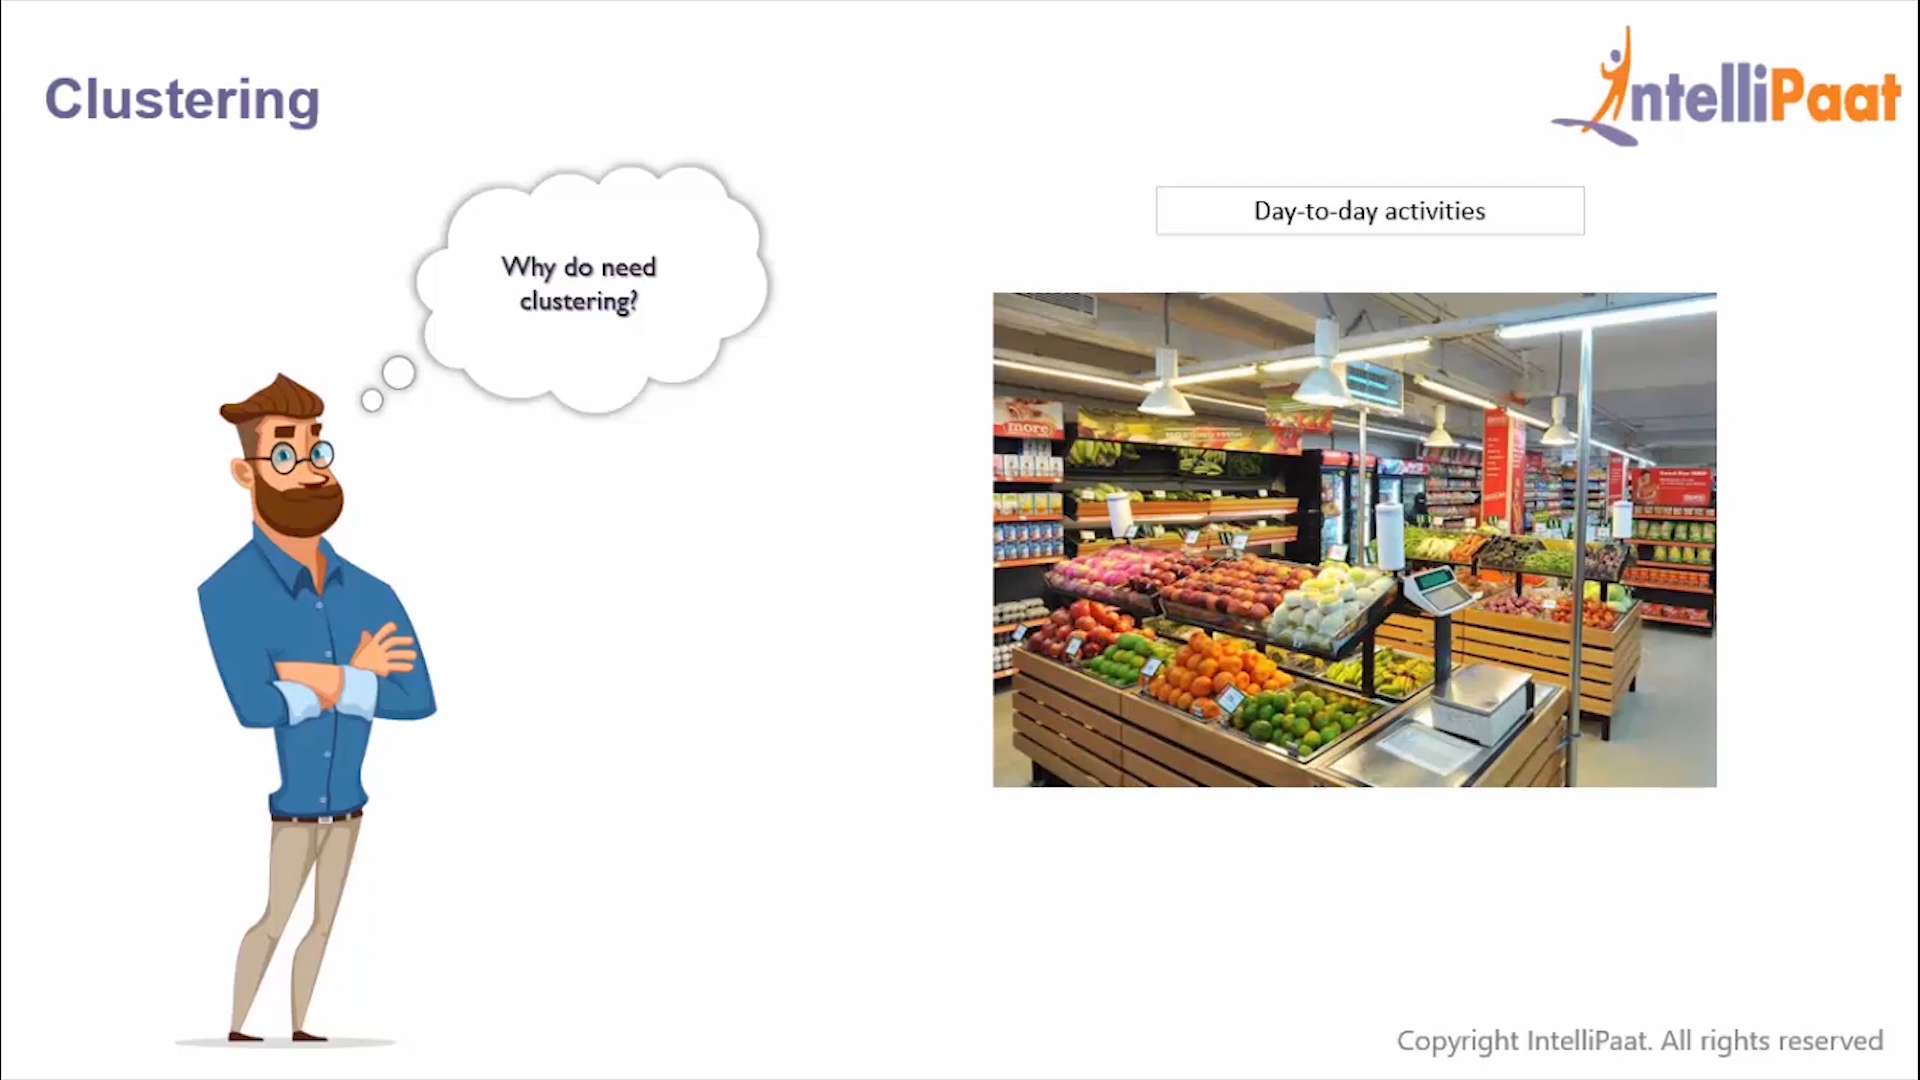 Clustering
IntelliPaat
Why do need
clustering?
Day-to-day activities
more
Copyright IntelliPaat. All rights reserved